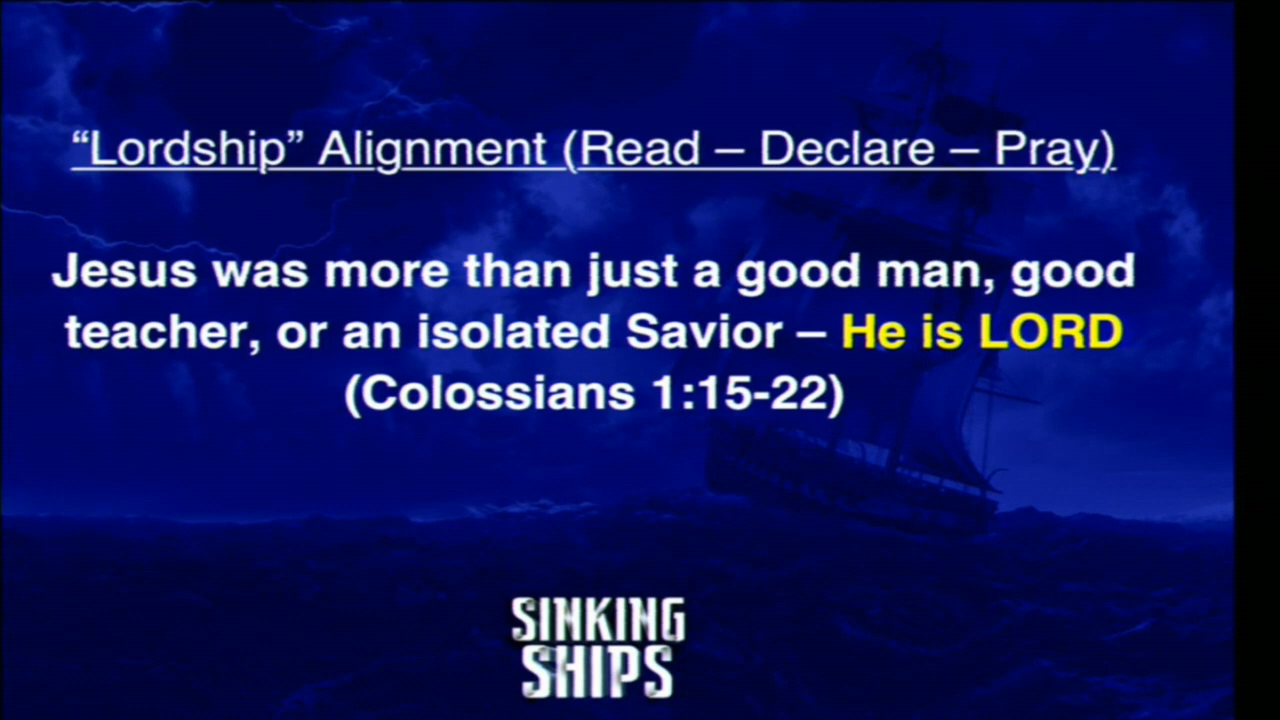 “Lordship” Alignment (Read – Declare – Pray)
Jesus was more than just a good man, good
teacher, or an isolated Savior – He is LORD
(Colossians 1:15-22)
SINKING
SHIPS